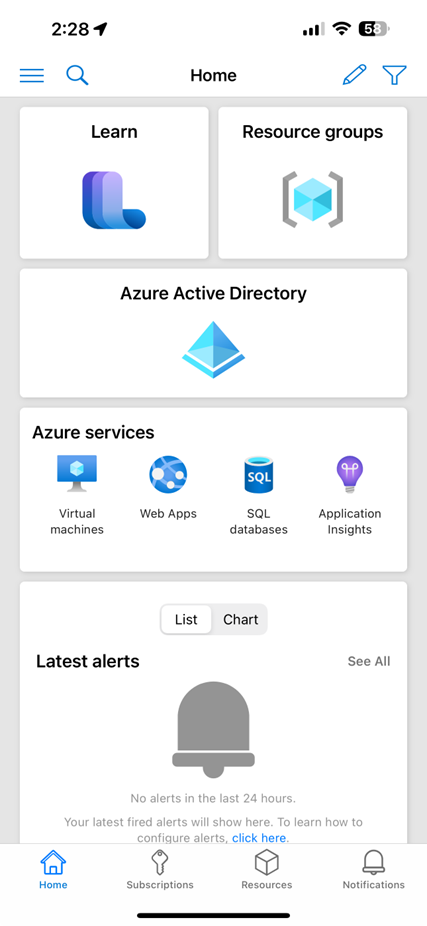 2:28
58
Home
Learn
Resource groups
Azure Active Directory
Azure services
SQL
Virtual
machines
Web Apps
SQL
databases
Application
Insights
List
Chart
Latest alerts
See All
No alerts in the last 24 hours.
Your latest fired alerts will show here. To learn how to
configure alerts, click here.
Home
Subscriptions
Resources
Notifications